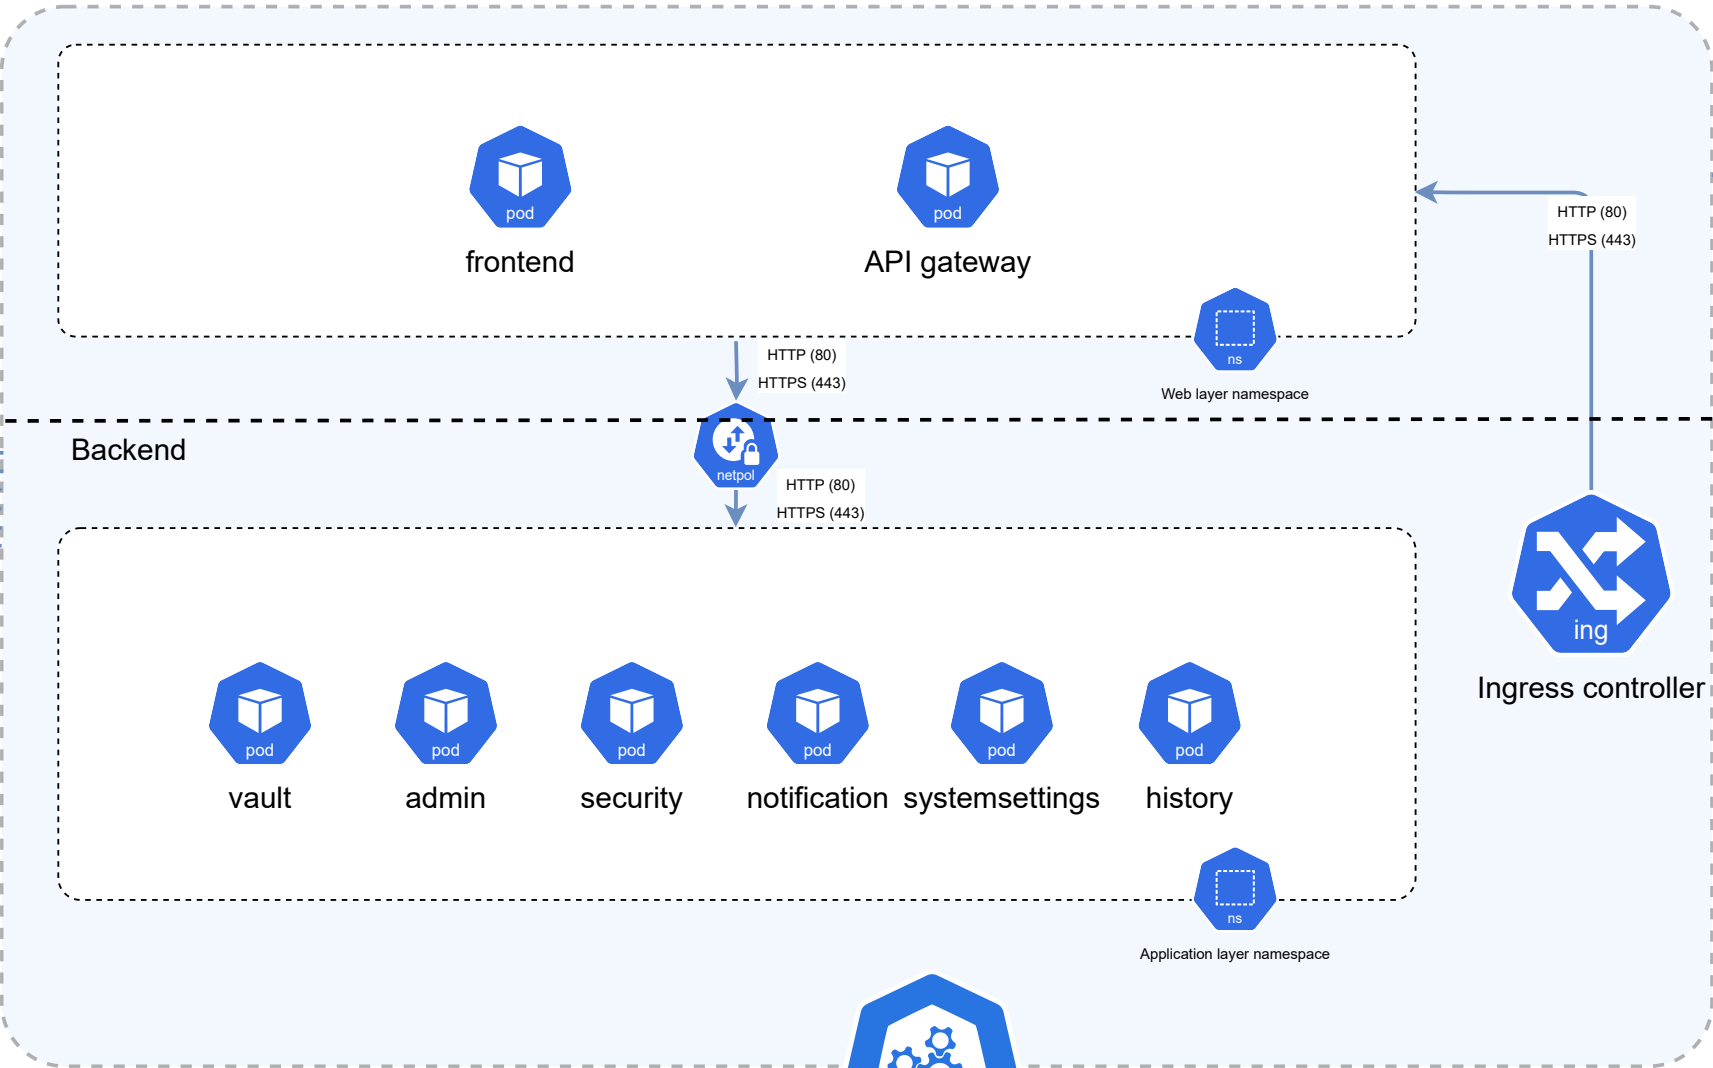 pod
frontend
pod
API gateway
HTTP (80)
HTTPS (443)
ns
Web layer namespace
HTTP (80)
HTTPS (443)
Backend
netpol
HTTP (80)
HTTPS (443)
ing
Ingress controller
pod
vault
pod
admin
pod
security
pod
notification
pod
systemsettings
pod
history
ns
Application layer namespace